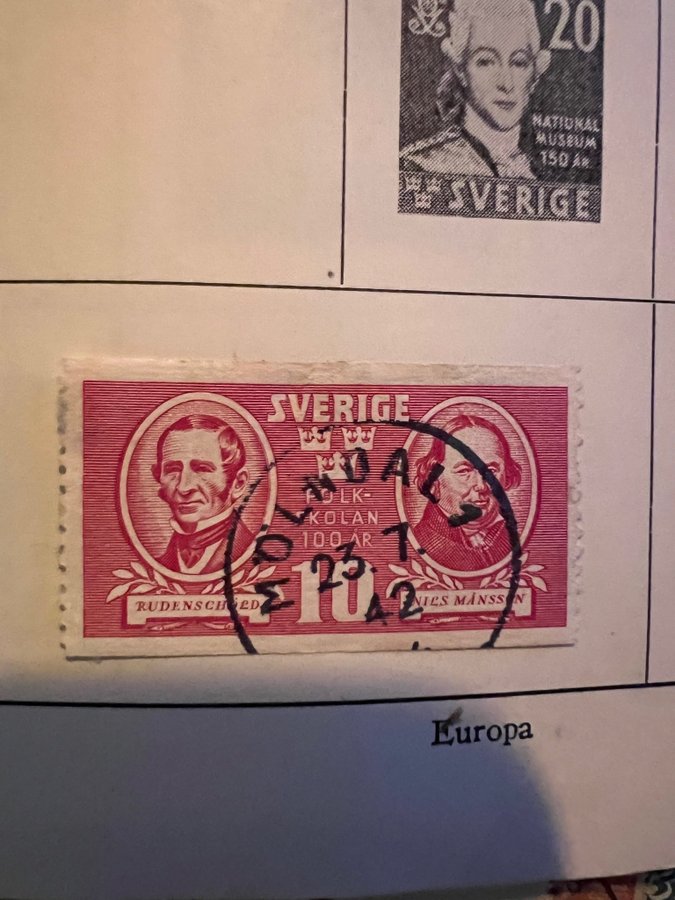 20
NATIONAL
MUSEUM
150 ÅR
SVERIGE
SVERIGE
FOLK-
SKOLAN
100 ÅR
10
RUDENSCHÖLD
NILS MÅNSSON
MÖLNDAL 1
23. 7.
42
Europa